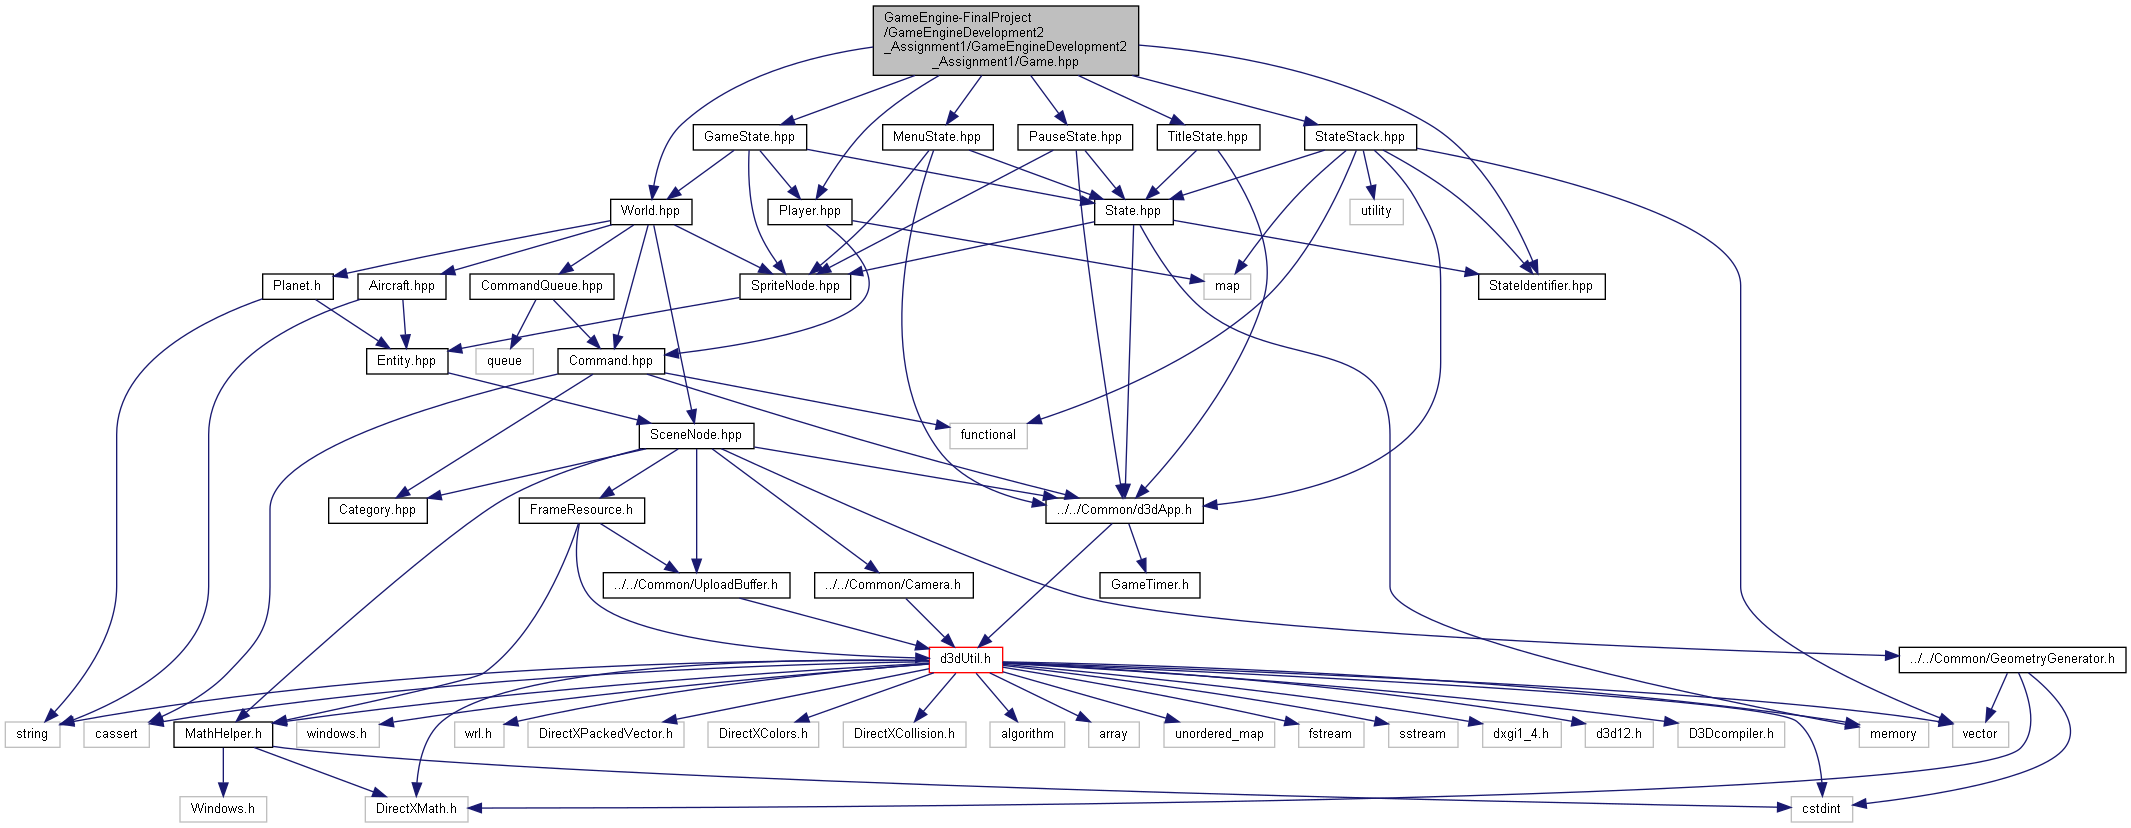 GameEngine-FinalProject
/GameEngineDevelopment2
_Assignment1/GameEngineDevelopment2
_Assignment1/Game.hpp
GameState.hpp
MenuState.hpp
PauseState.hpp
TitleState.hpp
StateStack.hpp
World.hpp
Player.hpp
State.hpp
utility
Planet.h
Aircraft.hpp
CommandQueue.hpp
SpriteNode.hpp
map
StateIdentifier.hpp
Entity.hpp
queue
Command.hpp
SceneNode.hpp
functional
Category.hpp
FrameResource.h
../../Common/d3dApp.h
../../Common/UploadBuffer.h
../../Common/Camera.h
GameTimer.h
d3dUtil.h
../../Common/GeometryGenerator.h
string
cassert
MathHelper.h
windows.h
wrl.h
DirectXPackedVector.h
DirectXColors.h
DirectXCollision.h
algorithm
array
unordered_map
fstream
sstream
dxgi1_4.h
d3d12.h
D3Dcompiler.h
memory
vector
Windows.h
DirectXMath.h
cstdint